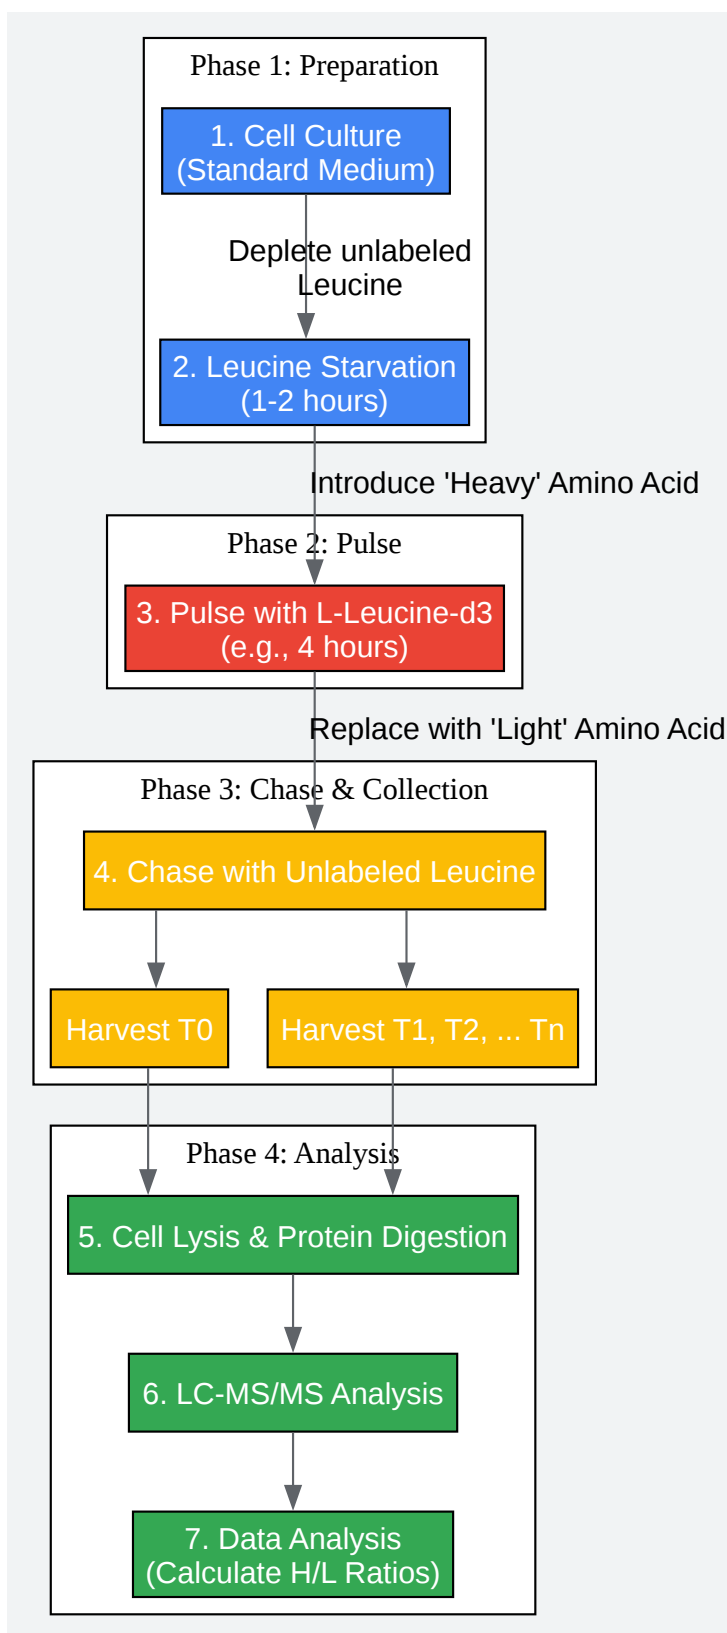 Phase 1: Preparation
1. Cell Culture
(Standard Medium)
Deplete unlabeled
Leucine
2. Leucine Starvation
(1-2 hours)
Introduce 'Heavy' Amino Acid
Phase 2: Pulse
3. Pulse with L-Leucine-d3
(e.g., 4 hours)
Replace with 'Light' Amino Acid
Phase 3: Chase & Collection
4. Chase with Unlabeled Leucine
Harvest T0
Harvest T1, T2, ... Tn
Phase 4: Analysis
5. Cell Lysis & Protein Digestion
6. LC-MS/MS Analysis
7. Data Analysis
(Calculate H/L Ratios)